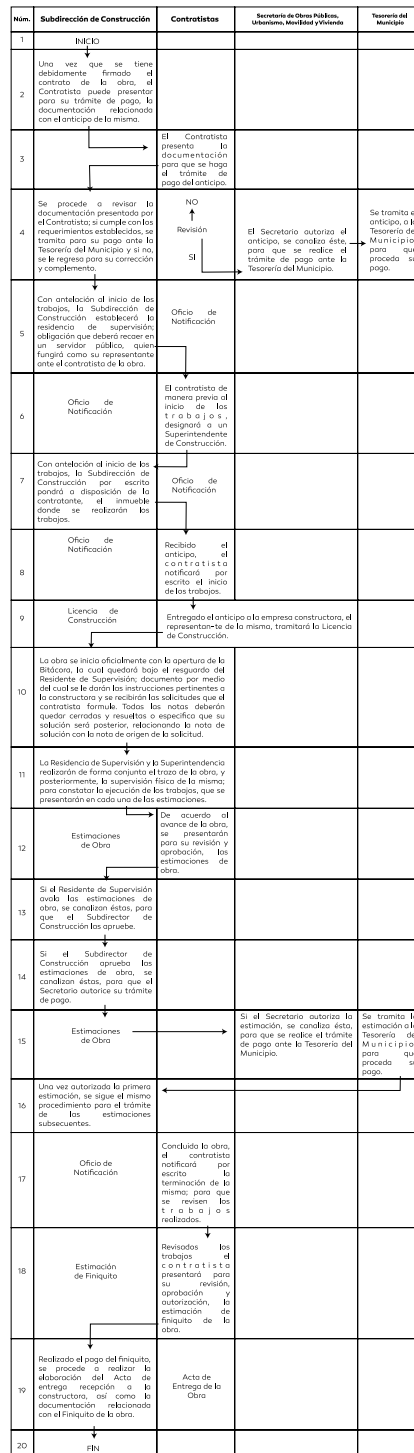 Núm. Subdirección de Construcción Contratistas Secretaría de Obras Públicas, Urbanismo, Movilidad y Vivienda Tesorería del Municipio
1
INICIO
2
Una vez que se tiene
debidamente firmado el
contrato de la obra, el
Contratista puede presentar
para su trámite de pago, la
documentación relacionada
con el anticipo de la misma.
3
El Contratista
presenta la
documentación
para que se haga
el trámite de
pago del anticipo.
4
Se procede a revisar la
documentación presentada por
el Contratista; si cumple con los
requerimientos establecidos, se
tramita para su pago ante la
Tesorería del Municipio y si no,
se le regresa para su corrección
y complemento.
NO
Revisión
SI
El Secretario autoriza el
anticipo, se canaliza éste,
para que se realice el
trámite de pago ante la
Tesorería del Municipio.
Se tramita el
anticipo, a la
Tesorería del
Municipio,
para que
proceda su
pago.
5
Con antelación al inicio de los
trabajos, la Subdirección de
Construcción establecerá la
residencia de supervisión;
obligación que deberá recaer en
un servidor público, quien
fungirá como su representante
ante el contratista de la obra.
Oficio de
Notificación
6
Oficio de
Notificación
El contratista de
manera previa al
inicio de los
trabajos,
designará a un
Superintendente
de Construcción.
7
Con antelación al inicio de los
trabajos, la Subdirección de
Construcción por escrito
pondrá a disposición de la
contratante, el inmueble
donde se realizarán los
trabajos.
Oficio de
Notificación
8
Oficio de
Notificación
Recibido el
anticipo, el
contratista
notificará por
escrito el inicio
de los trabajos.
9
Licencia de
Construcción
Entregado el anticipo a la empresa constructora, el
representan-te de la misma, tramitará la Licencia
de Construcción.
10
La obra se inicia oficialmente con la apertura de la
Bitácora, la cual quedará bajo el resguardo del
Residente de Supervisión; documento por medio
del cual se le darán las instrucciones pertinentes a
la constructora y se recibirán las solicitudes que el
contratista formule. Todas las notas deberán
quedar cerradas y resueltas o especifica que su
solución será posterior, relacionando la nota de
solución con la nota de origen de la solicitud.
11
La Residencia de Supervisión y la Superintendencia
realizarán de forma conjunta el trazo de la obra, y
posteriormente, la supervisión física de la misma;
para constatar la ejecución de los trabajos, que se
presentarán en cada una de las estimaciones.
12
Estimaciones
de Obra
De acuerdo al
avance de la obra,
se presentarán
para su revisión y
aprobación, las
estimaciones de
obra.
13
Si el Residente de Supervisión
avala las estimaciones de
obra, se canalizan éstas, para
que el Subdirector de
Construcción las apruebe.
14
Si el Subdirector de
Construcción aprueba las
estimaciones de obra, se
canalizan éstas, para que el
Secretario autorice su trámite
de pago.
15
Estimaciones
de Obra
Si el Secretario autoriza la
estimación, se canaliza ésta,
para que se realice el trámite
de pago ante la Tesorería del
Municipio.
Se tramita la
estimación a la
Tesorería del
Municipio,
para que
proceda su
pago.
16
Una vez autorizada la primera
estimación, se sigue el mismo
procedimiento para el trámite
de las estimaciones
subsecuentes.
17
Oficio de
Notificación
Concluida la obra,
el contratista
notificará por
escrito la
terminación de la
misma; para que
se revisen los
trabajos
realizados.
18
Estimación
de Finiquito
Revisados los
trabajos el
contratista
presentará para
su revisión,
aprobación y
autorización, la
estimación de
finiquito de la
obra.
19
Realizado el pago del finiquito,
se procede a realizar la
elaboración del Acta de
entrega recepción a la
constructora, así como la
documentación relacionada
con el Finiquito de la obra.
Acta de
Entrega de la
Obra
20
FIN